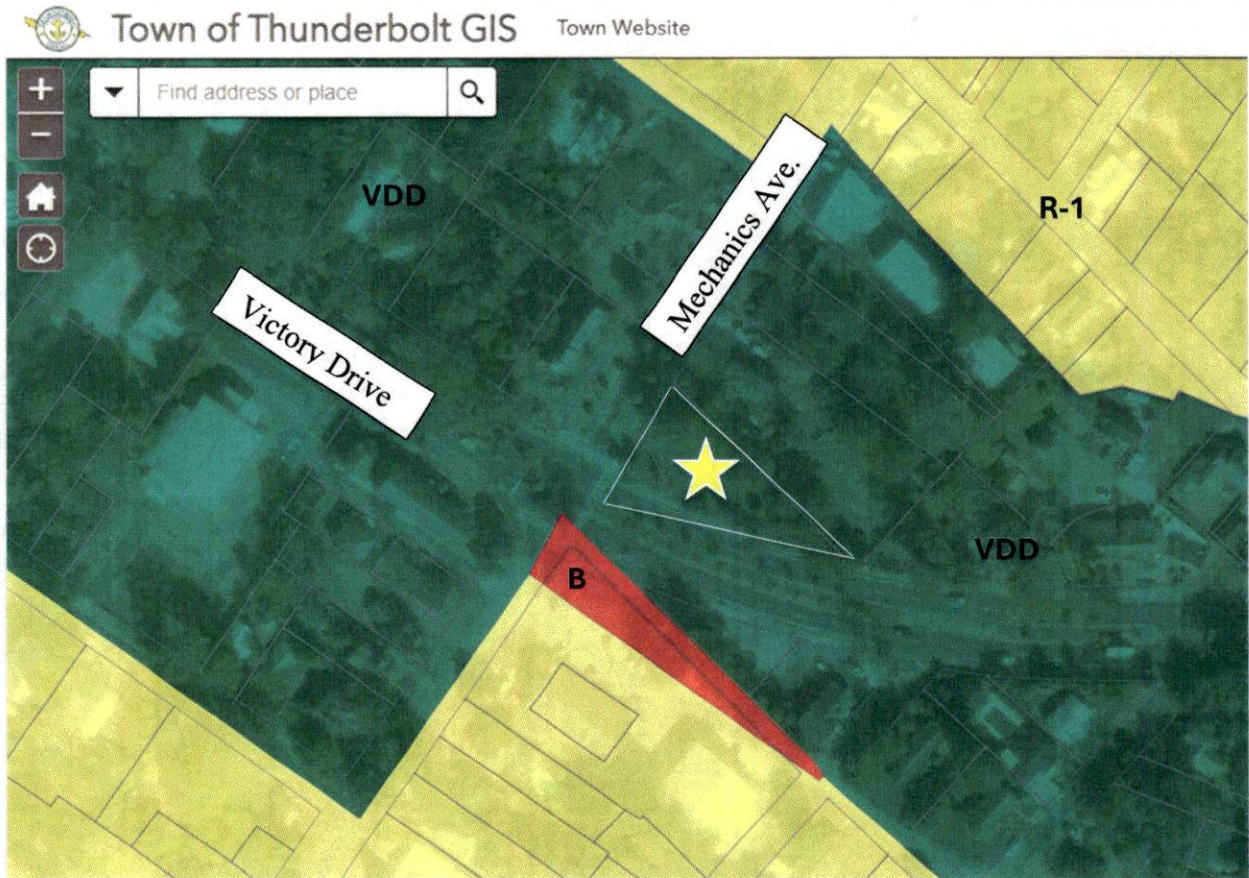 Town of Thunderbolt GIS
Town Website
+
Find address or place
−
VDD
Mechanics Ave.
R-1
Victory Drive
VDD
B